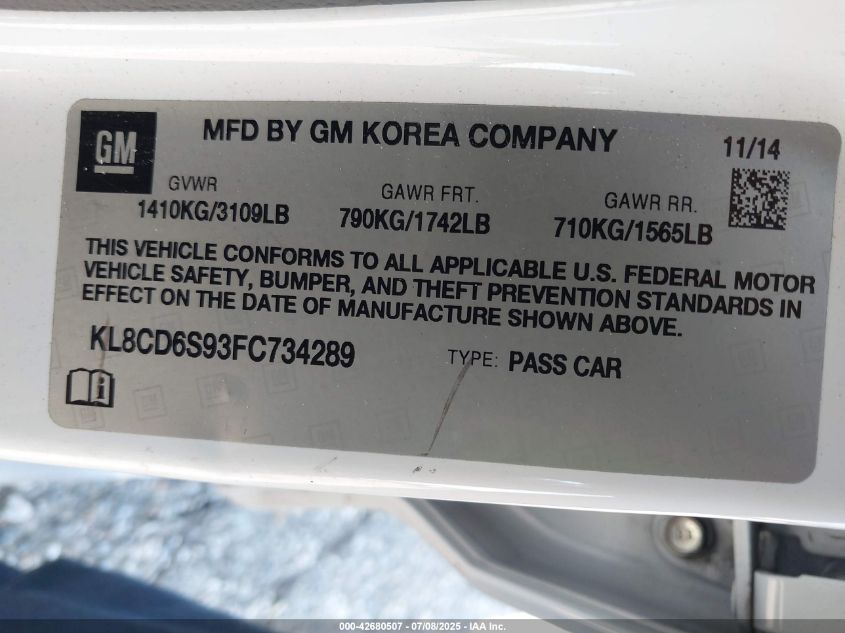 GM
MFD BY GM KOREA COMPANY
11/14
GVWR
1410KG/3109LB
GAWR FRT.
790KG/1742LB
GAWR RR.
710KG/1565LB
THIS VEHICLE CONFORMS TO ALL APPLICABLE U.S. FEDERAL MOTOR
VEHICLE SAFETY, BUMPER, AND THEFT PREVENTION STANDARDS IN
EFFECT ON THE DATE OF MANUFACTURE SHOWN ABOVE.
KL8CD6S93FC734289
TYPE: PASS CAR
000-42680507 - 07/08/2025 - IAA Inc.